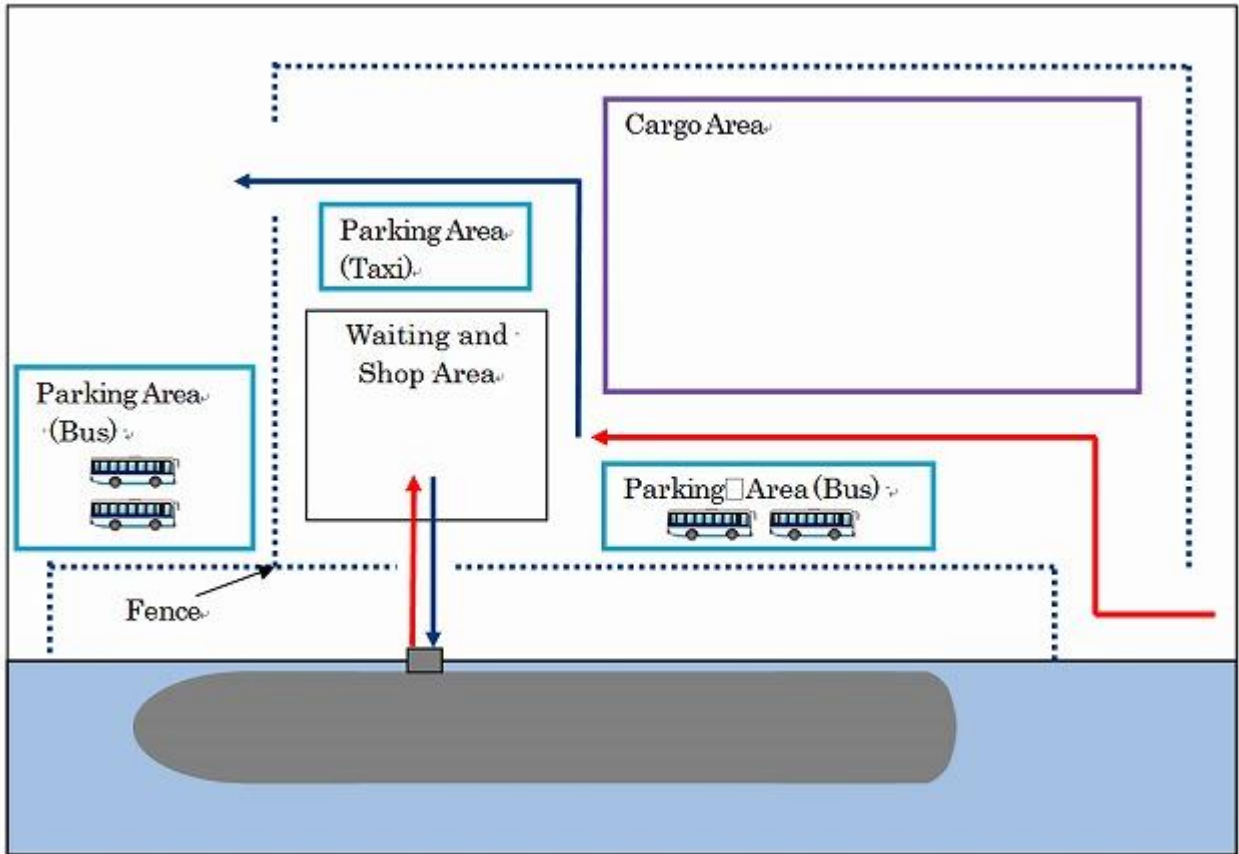 Cargo Area
Parking Area
(Taxi)
Waiting and
Shop Area
Parking Area
(Bus)
Parking□Area (Bus)
Fence